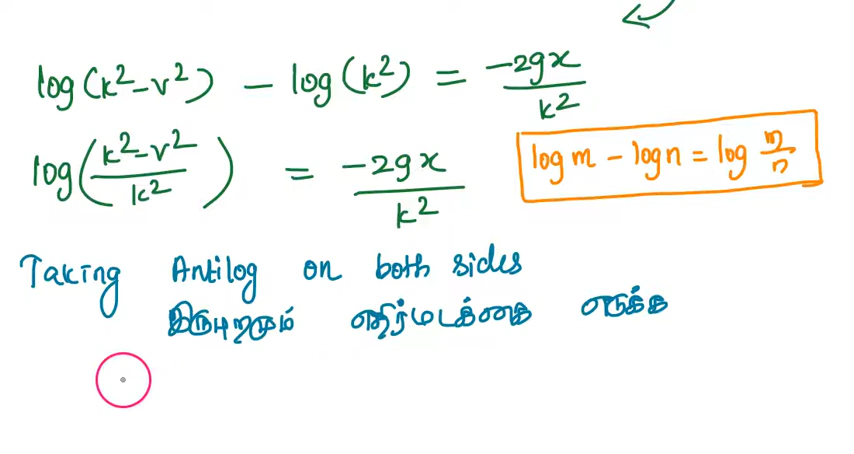 log(k²-v²) - log(k²) = -2gx/k²
log((k²-v²)/k²) = -2gx/k²
log m - log n = log m/n
Taking Antilog on both sides
இருபுறமும் எதிர்மடக்கை எடுக்க